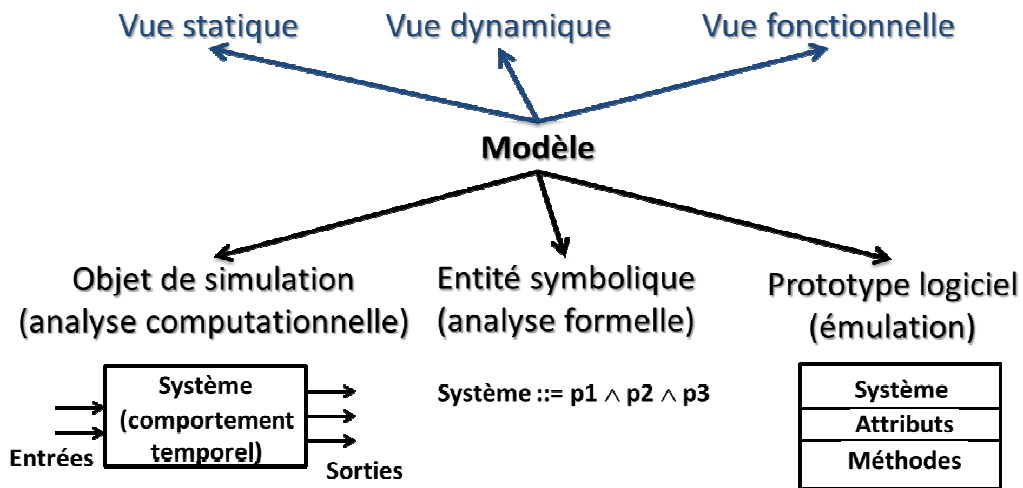 Vue statique
Vue dynamique
Vue fonctionnelle
Modèle
Objet de simulation
(analyse computationnelle)
Entité symbolique
(analyse formelle)
Prototype logiciel
(émulation)
Système
(comportement
temporel)
Entrées
Sorties
Système ::= p1 ∧ p2 ∧ p3
Système
Attributs
Méthodes